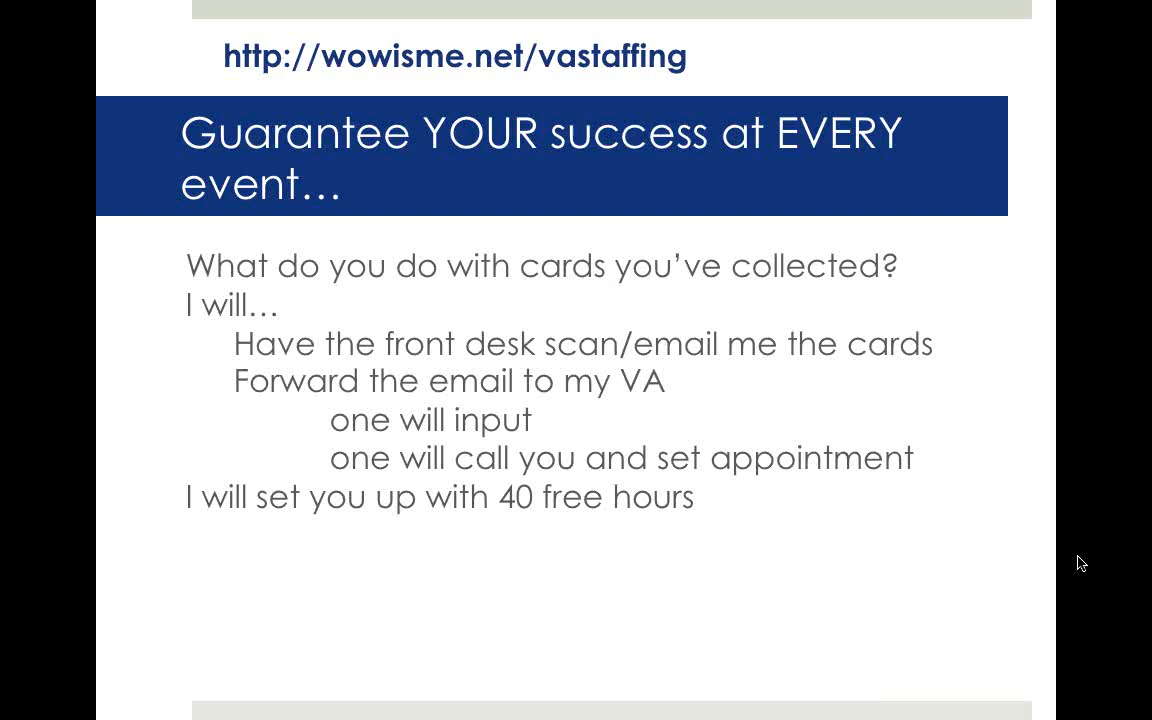 http://wowisme.net/vastaffing
Guarantee YOUR success at EVERY
event…
What do you do with cards you’ve collected?
I will…
Have the front desk scan/email me the cards
Forward the email to my VA
one will input
one will call you and set appointment
I will set you up with 40 free hours